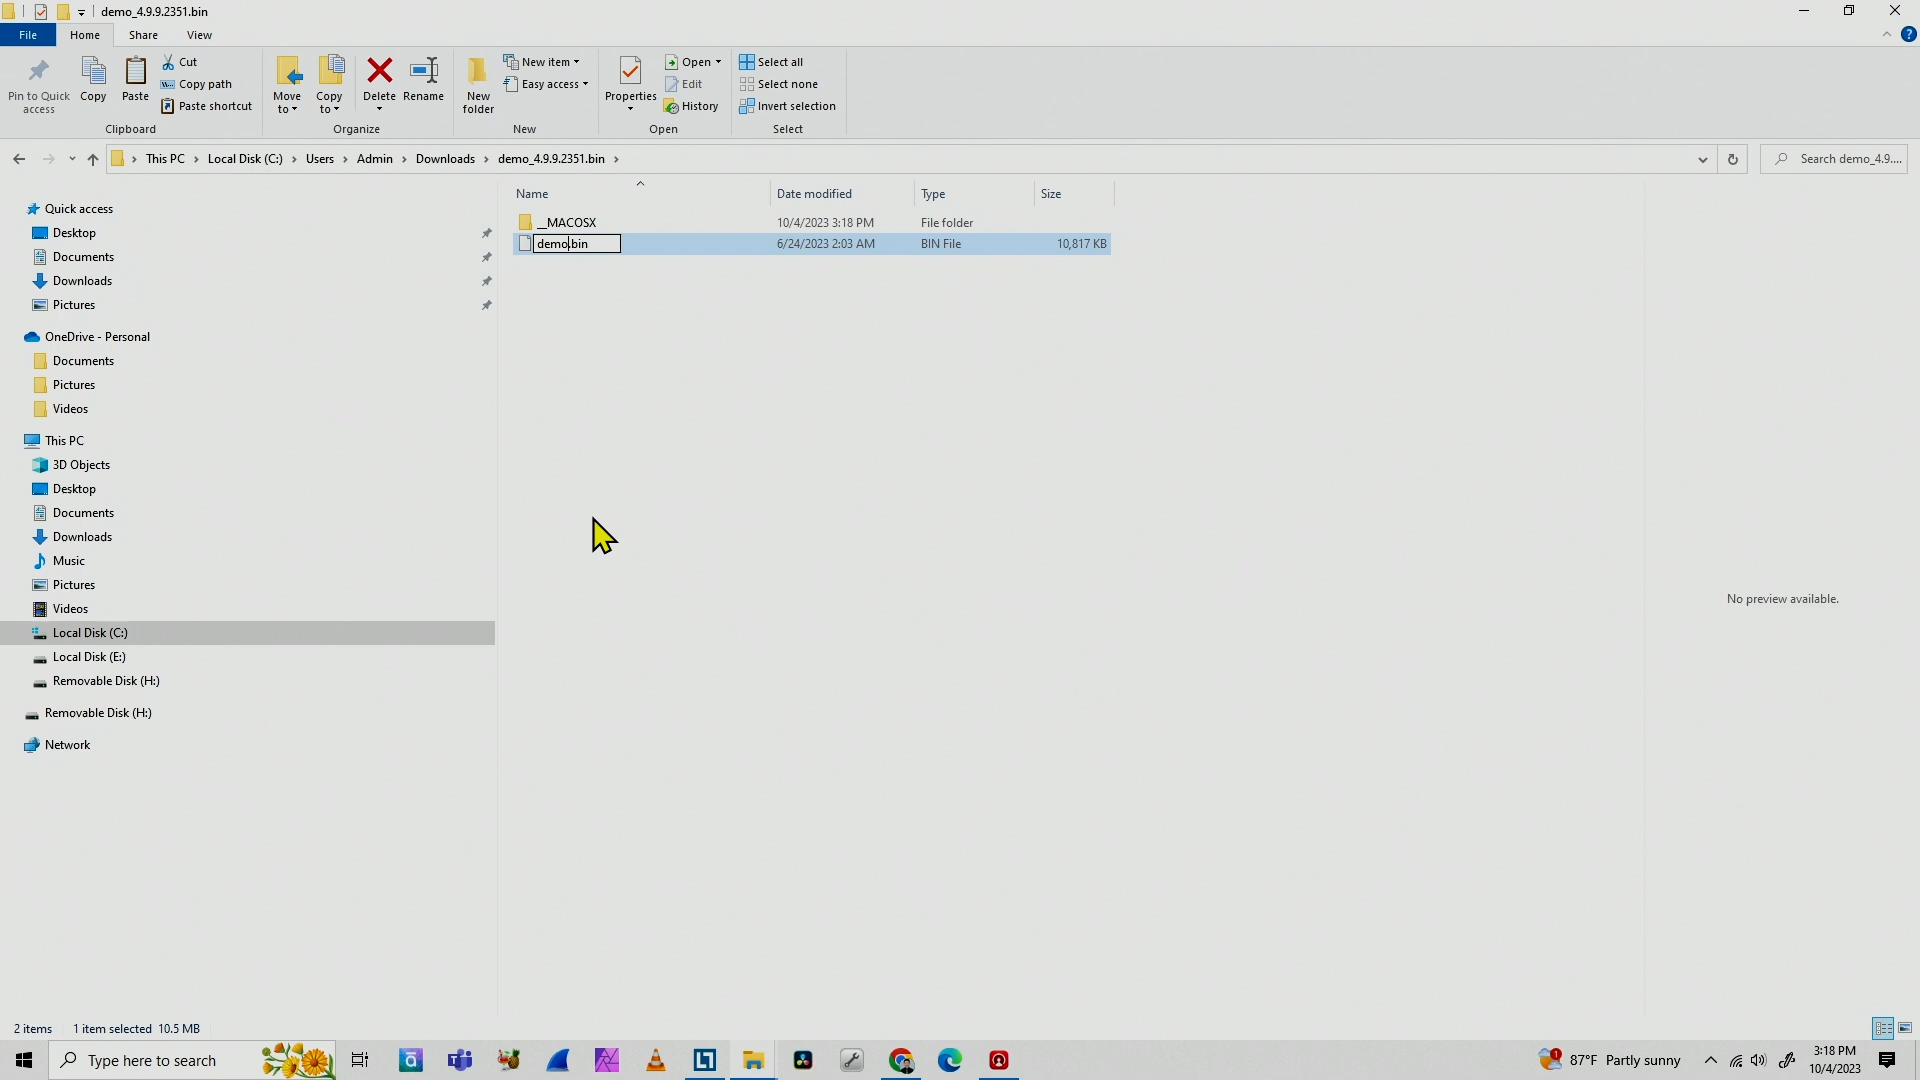 demo_4.9.9.2351.bin
File Home Share View
Pin to Quick access
Copy
Paste
Cut
Copy path
Paste shortcut
Clipboard
Move to
Copy to
Delete
Rename
Organize
New folder
New item
Easy access
New
Properties
Open
Edit
History
Open
Select all
Select none
Invert selection
Select
This PC Local Disk (C:) Users Admin Downloads demo_4.9.9.2351.bin
Search demo_4.9....
Name Date modified Type Size
__MACOSX 10/4/2023 3:18 PM File folder
demo.bin 6/24/2023 2:03 AM BIN File 10,817 KB
Quick access
Desktop
Documents
Downloads
Pictures
OneDrive - Personal
Documents
Pictures
Videos
This PC
3D Objects
Desktop
Documents
Downloads
Music
Pictures
Videos
Local Disk (C:)
Local Disk (E:)
Removable Disk (H:)
Removable Disk (H:)
Network
No preview available.
2 items 1 item selected 10.5 MB
Type here to search
87°F Partly sunny
3:18 PM
10/4/2023